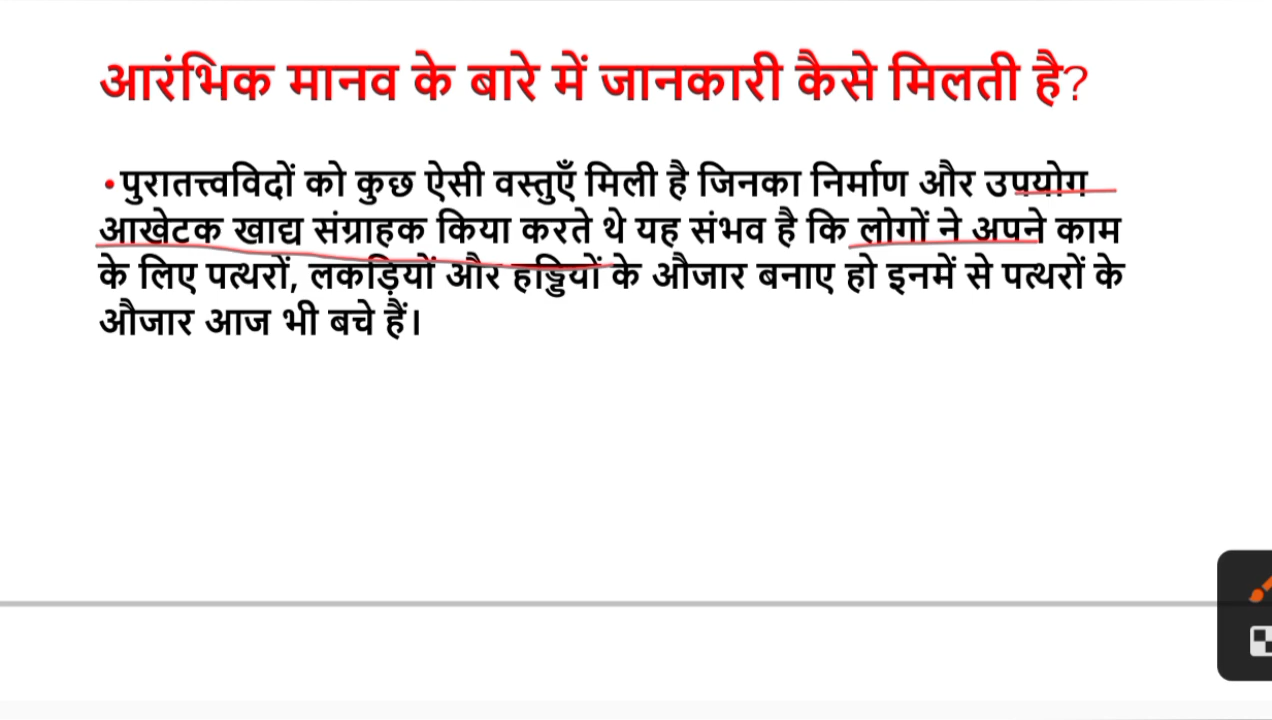 आरंभिक मानव के बारे में जानकारी कैसे मिलती है?
•पुरातत्त्वविदों को कुछ ऐसी वस्तुएँ मिली है जिनका निर्माण और उपयोग
आखेटक खाद्य संग्राहक किया करते थे यह संभव है कि लोगों ने अपने काम
के लिए पत्थरों, लकड़ियों और हड्डियों के औजार बनाए हो इनमें से पत्थरों के
औजार आज भी बचे हैं।